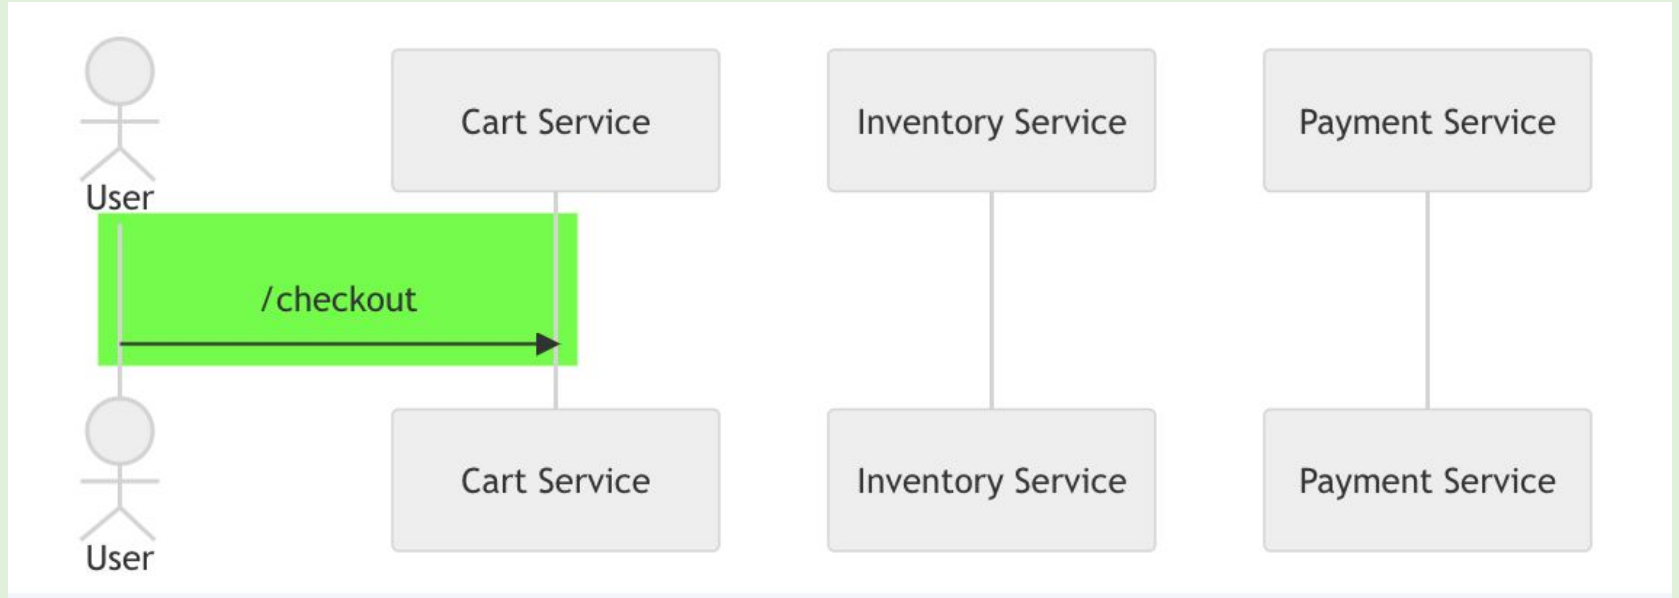 Cart Service
Inventory Service
Payment Service
User
/checkout
Cart Service
Inventory Service
Payment Service
User